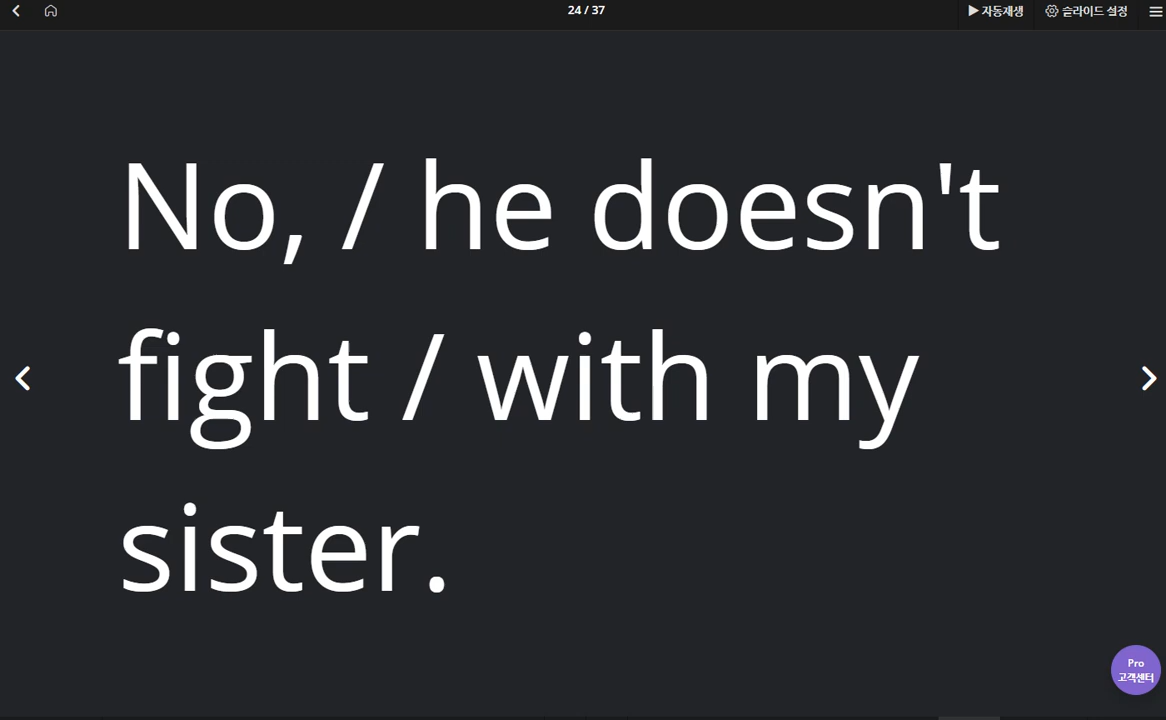 24 / 37
▶ 자동재생
슬라이드 설정
No, / he doesn't
fight / with my
sister.
Pro
고객센터